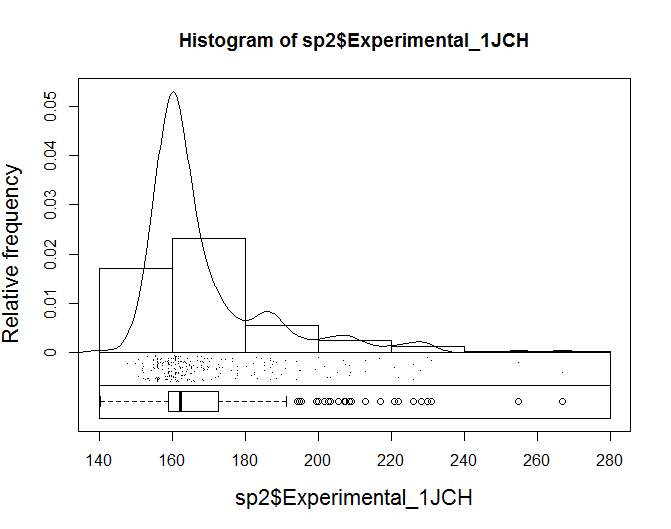 Histogram of sp2$Experimental_1JCH
Relative frequency
0.05
0.04
0.03
0.02
0.01
0
140 160 180 200 220 240 260 280
sp2$Experimental_1JCH